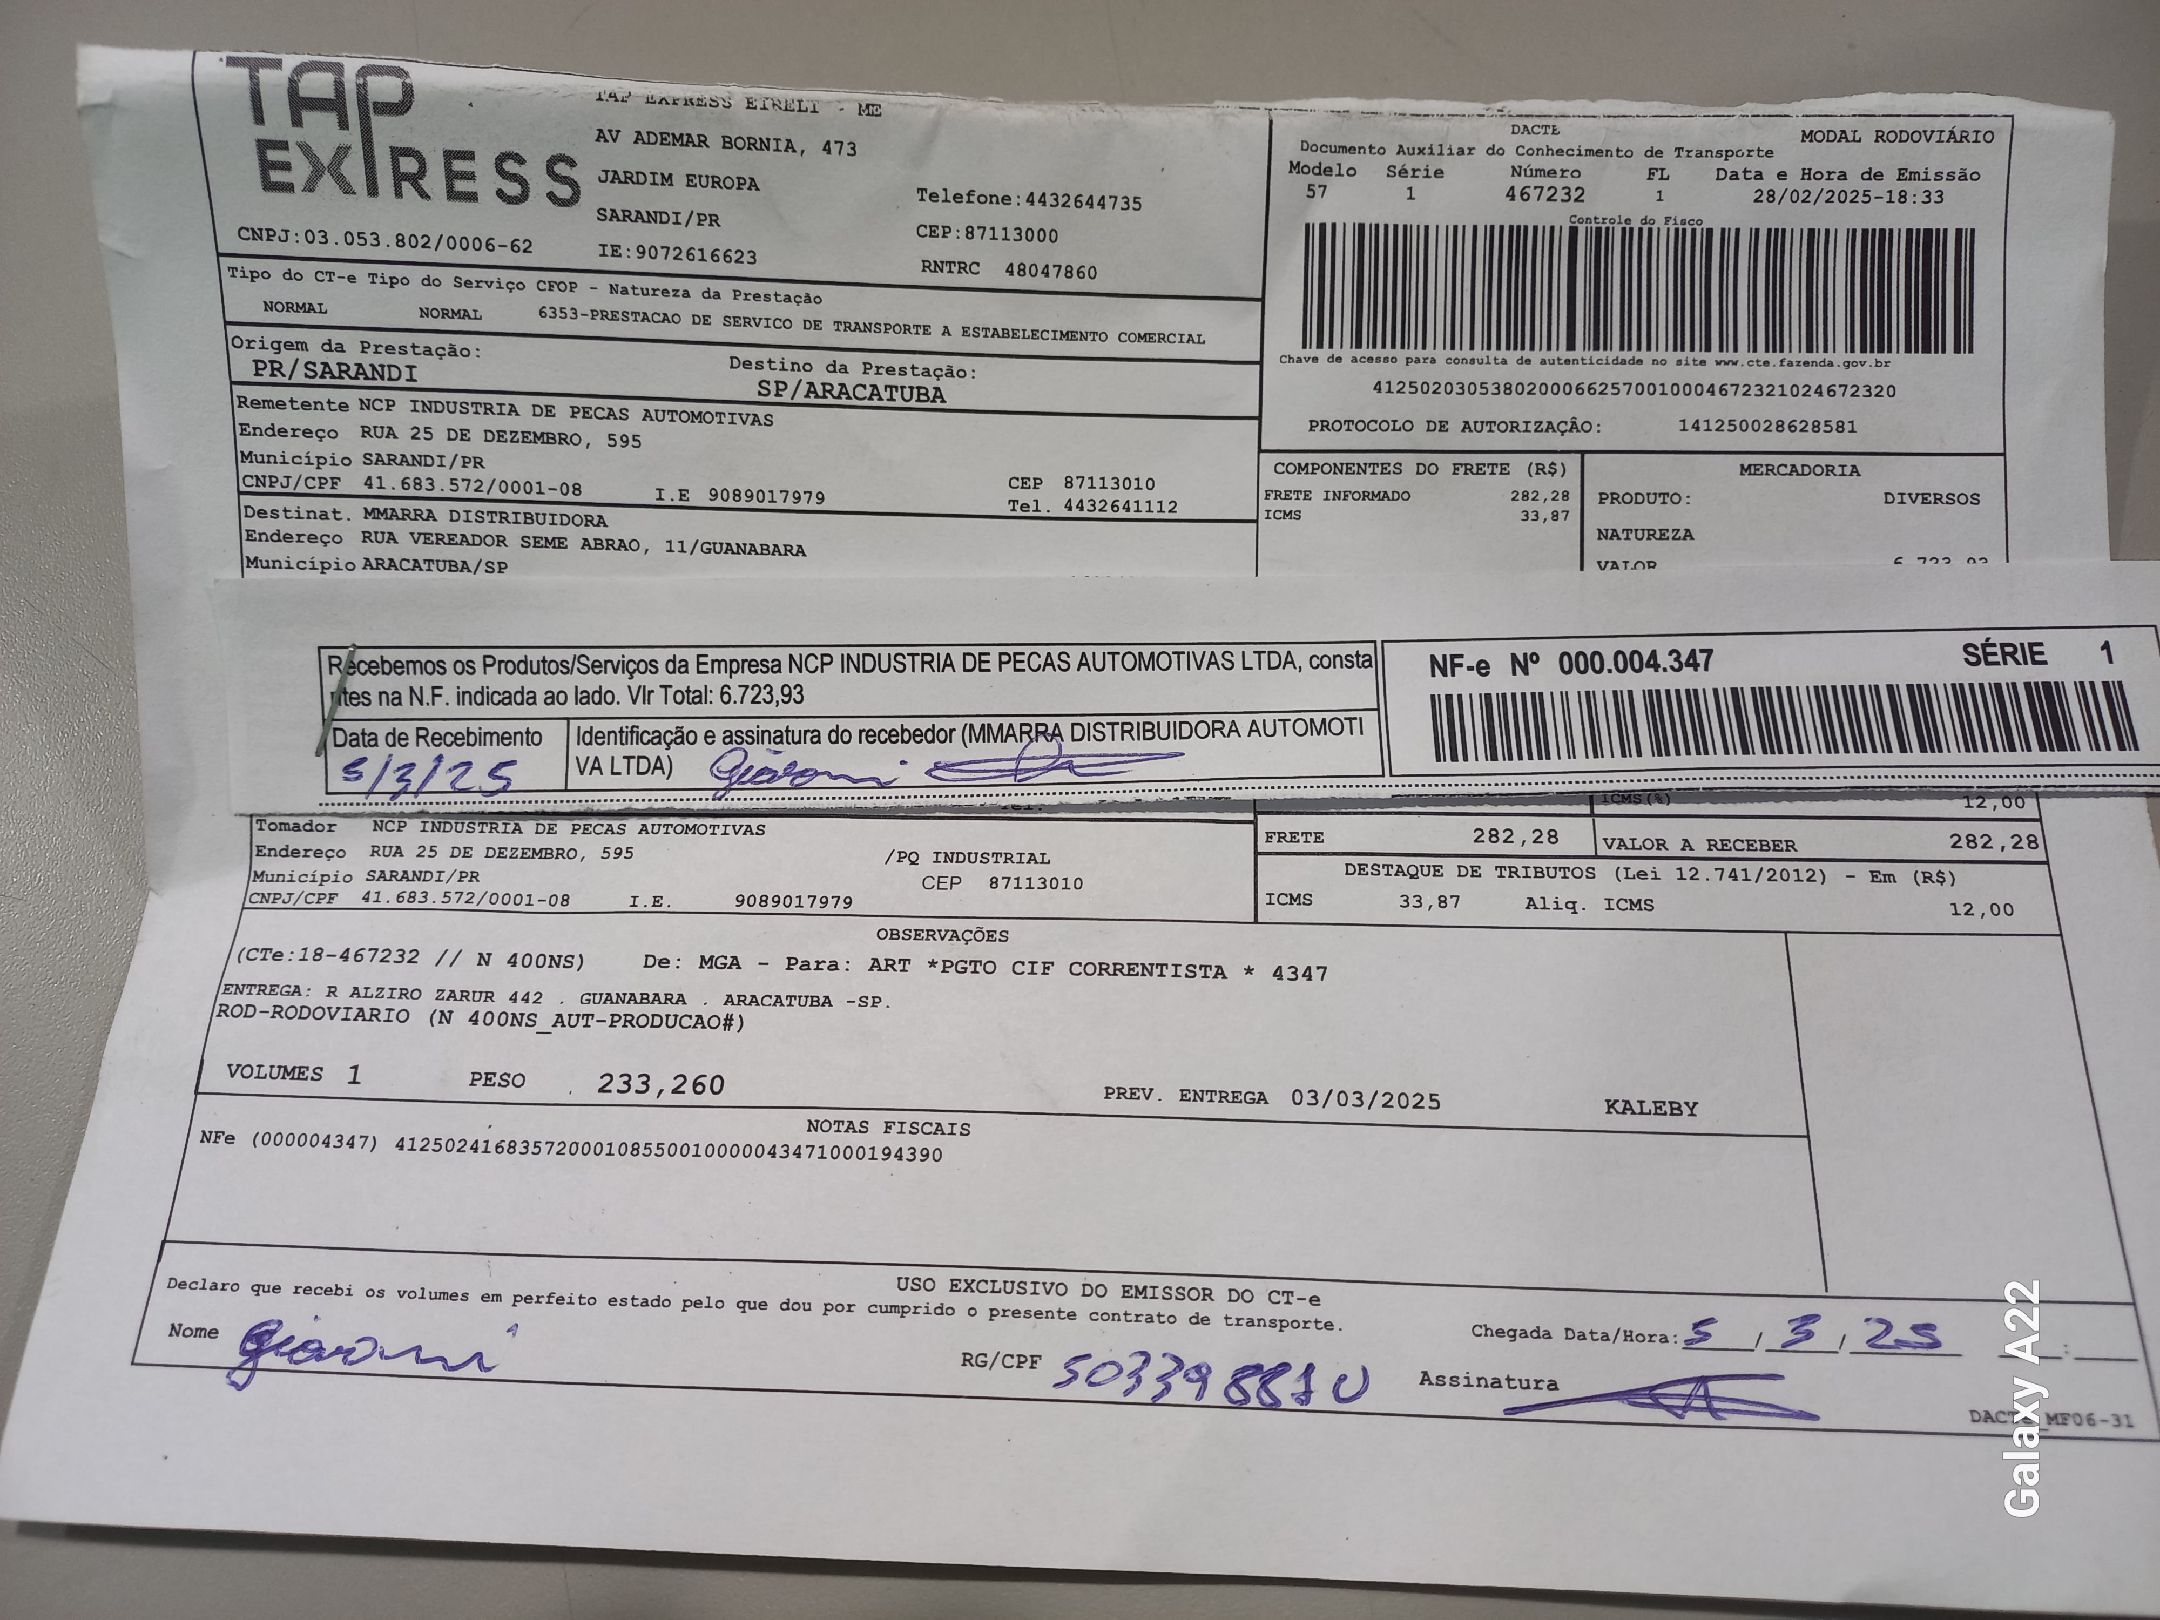 TAP
EXPRESS
TAP EXPRESS EIRELI - ME
AV ADEMAR BORNIA, 473
JARDIM EUROPA
SARANDI/PR
Telefone:4432644735
CEP:87113000
CNPJ:03.053.802/0006-62
IE:9072616623
RNTRC 48047860
DACTE
MODAL RODOVIÁRIO
Documento Auxiliar do Conhecimento de Transporte
Modelo Série Número FL Data e Hora de Emissão
57 1 467232 1 28/02/2025-18:33
Controle do Fisco
Chave de acesso para consulta de autenticidade no site www.cte.fazenda.gov.br
41250203053802000662570010004672321024672320
PROTOCOLO DE AUTORIZAÇÂO: 141250028628581
Tipo do CT-e Tipo do Serviço CFOP - Natureza da Prestação
NORMAL NORMAL 6353-PRESTACAO DE SERVICO DE TRANSPORTE A ESTABELECIMENTO COMERCIAL
Origem da Prestação:
PR/SARANDI
Destino da Prestação:
SP/ARACATUBA
Remetente NCP INDUSTRIA DE PECAS AUTOMOTIVAS
Endereço RUA 25 DE DEZEMBRO, 595
Município SARANDI/PR
CEP 87113010
CNPJ/CPF 41.683.572/0001-08 I.E 9089017979
Tel. 4432641112
Destinat. MMARRA DISTRIBUIDORA
Endereço RUA VEREADOR SEME ABRAO, 11/GUANABARA
Município ARACATUBA/SP
COMPONENTES DO FRETE (R$)
FRETE INFORMADO 282,28
ICMS 33,87
MERCADORIA
PRODUTO: DIVERSOS
NATUREZA
VALOR 6.723,93
Recebemos os Produtos/Serviços da Empresa NCP INDUSTRIA DE PECAS AUTOMOTIVAS LTDA, consta
ntes na N.F. indicada ao lado. Vlr Total: 6.723,93
Data de Recebimento
5/3/25
Identificação e assinatura do recebedor (MMARRA DISTRIBUIDORA AUTOMOTI
VA LTDA) Giovani
NF-e Nº 000.004.347 SÉRIE 1
ICMS(%) 12,00
Tomador NCP INDUSTRIA DE PECAS AUTOMOTIVAS
Endereço RUA 25 DE DEZEMBRO, 595 /PQ INDUSTRIAL
Município SARANDI/PR CEP 87113010
CNPJ/CPF 41.683.572/0001-08 I.E. 9089017979
FRETE 282,28 VALOR A RECEBER 282,28
DESTAQUE DE TRIBUTOS (Lei 12.741/2012) - Em (R$)
ICMS 33,87 Aliq. ICMS 12,00
OBSERVAÇÕES
(CTe:18-467232 // N 400NS) De: MGA - Para: ART *PGTO CIF CORRENTISTA * 4347
ENTREGA: R ALZIRO ZARUR 442 . GUANABARA . ARACATUBA -SP.
ROD-RODOVIARIO (N 400NS_AUT-PRODUCAO#)
VOLUMES 1 PESO 233,260 PREV. ENTREGA 03/03/2025 KALEBY
NOTAS FISCAIS
NFe (000004347) 41250241683572000108550010000043471000194390
USO EXCLUSIVO DO EMISSOR DO CT-e
Declaro que recebi os volumes em perfeito estado pelo que dou por cumprido o presente contrato de transporte.
Nome Giovani
RG/CPF
Chegada Data/Hora: 5/3/25 :
Assinatura
DACTE_MF06-31
Galaxy A22